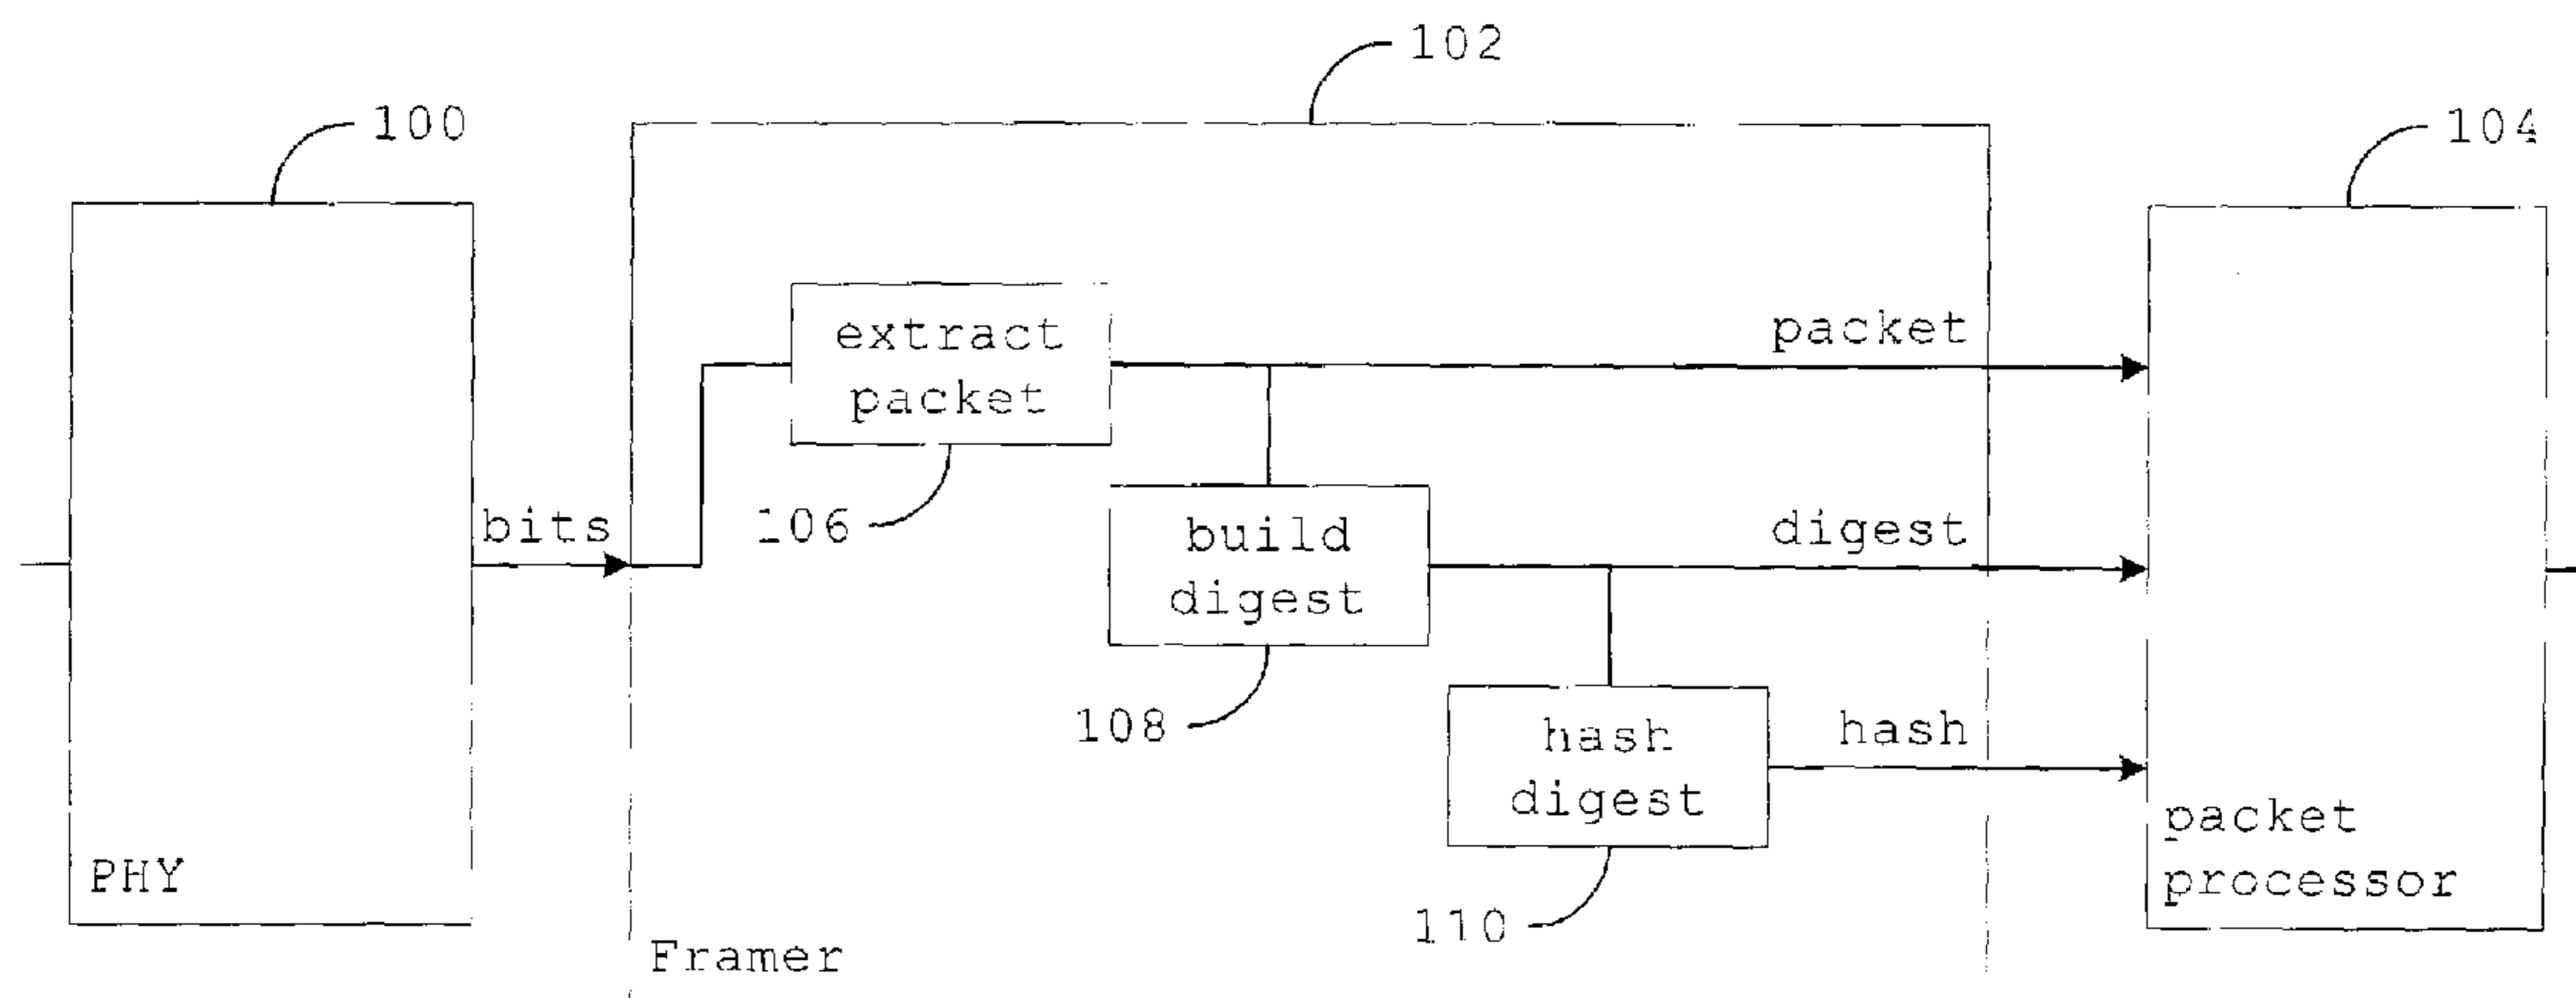 102
100
104
extract
packet
packet
bits
106
build
digest
digest
108
hash
digest
hash
110
PHY
Framer
packet
processor